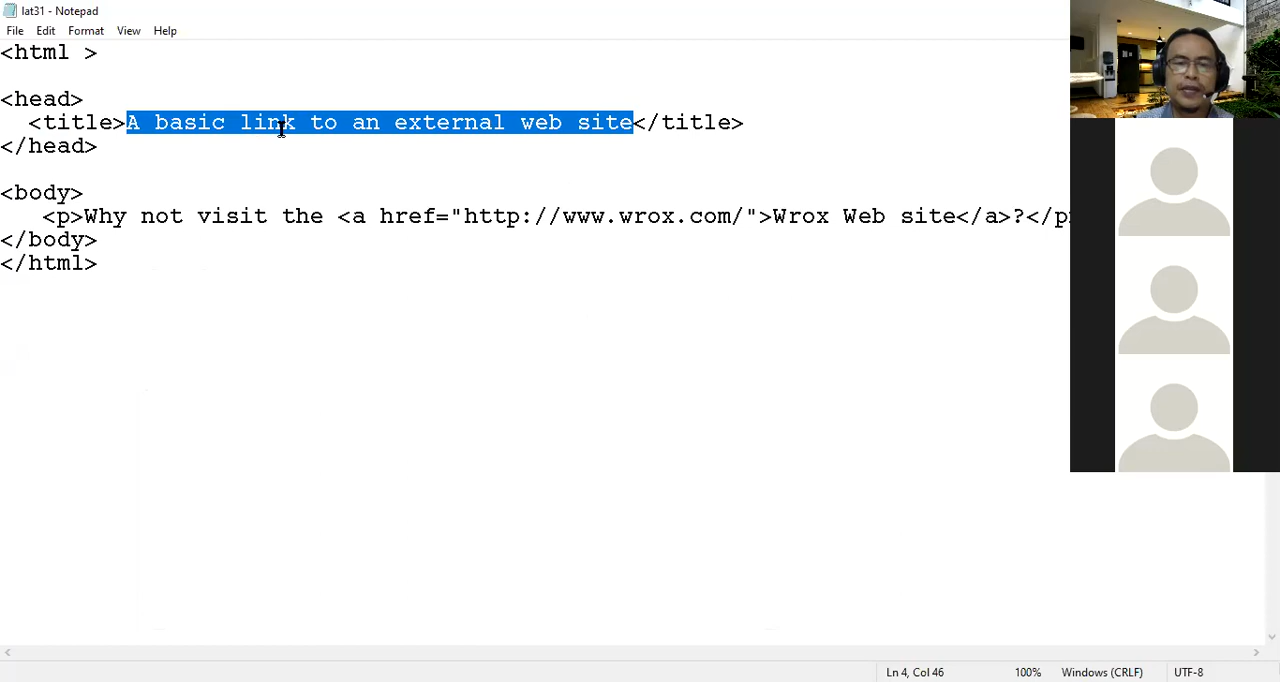 lat31 - Notepad
File Edit Format View Help
<html >
<head>
<title>A basic link to an external web site</title>
</head>
<body>
<p>Why not visit the <a href="http://www.wrox.com/">Wrox Web site</a>?</p
</body>
</html>
Ln 4, Col 46 100% Windows (CRLF) UTF-8